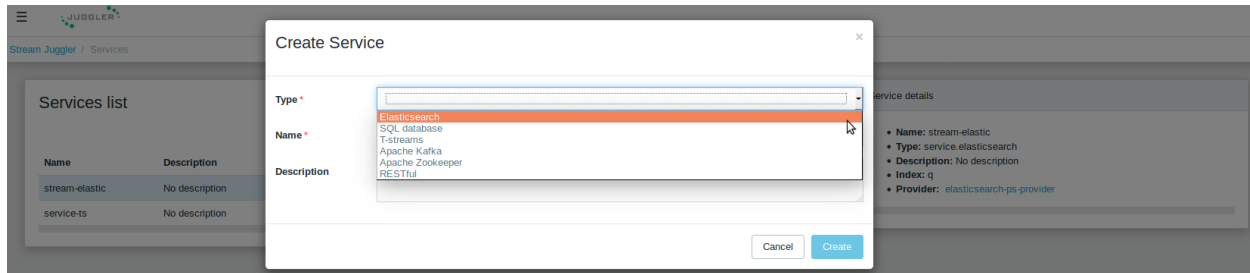 JUGGLER
Stream Juggler / Services
Create Service
×
Services list
Type *
Elasticsearch
SQL database
T-streams
Apache Kafka
Apache Zookeeper
RESTful
Name *
Description
Name Description
stream-elastic No description
service-ts No description
Cancel Create
Service details
• Name: stream-elastic
• Type: service.elasticsearch
• Description: No description
• Index: q
• Provider: elasticsearch-ps-provider